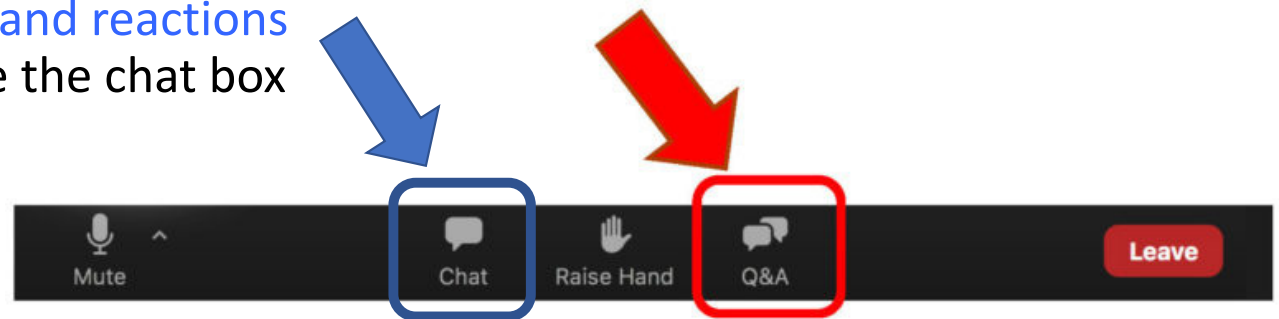 and reactions
the chat box
Mute
Chat
Raise Hand
Q&A
Leave